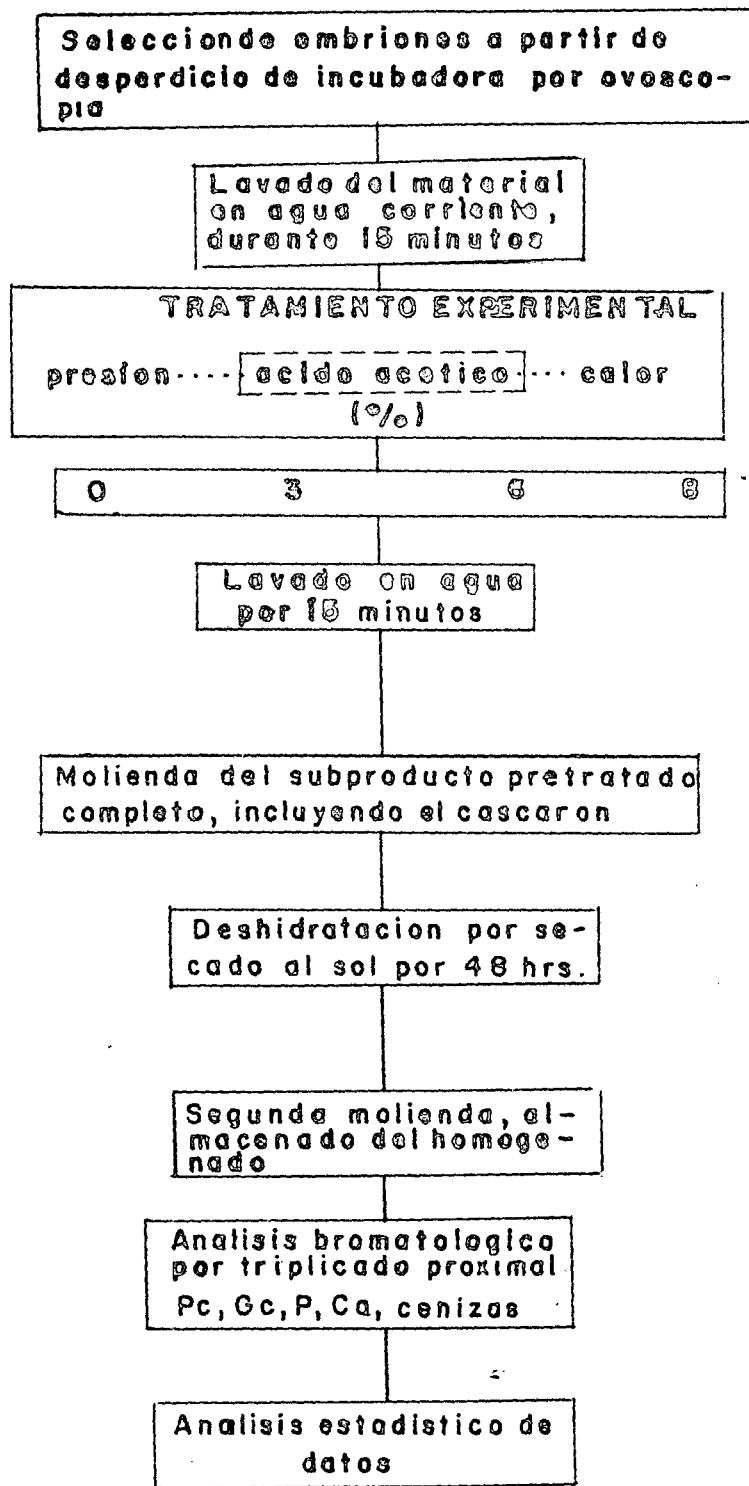 Seleccionde embriones a partir de
desperdicio de incubadora por ovosco-
pia
Lavado del material
en agua corriente,
durante 15 minutos
TRATAMIENTO EXPERIMENTAL
presion ····· acido acetico ···· calor
(%)
0 3 6 8
Lavado en agua
por 15 minutos
Molienda del subproducto pretratado
completo, incluyendo el cascaron
Deshidratacion por se-
cado al sol por 48 hrs.
Segunda molienda, al-
macenado del homoge-
nado
Analisis bromatologico
por triplicado proximal
Pc, Gc, P, Ca, cenizas
Analisis estadistico de
datos